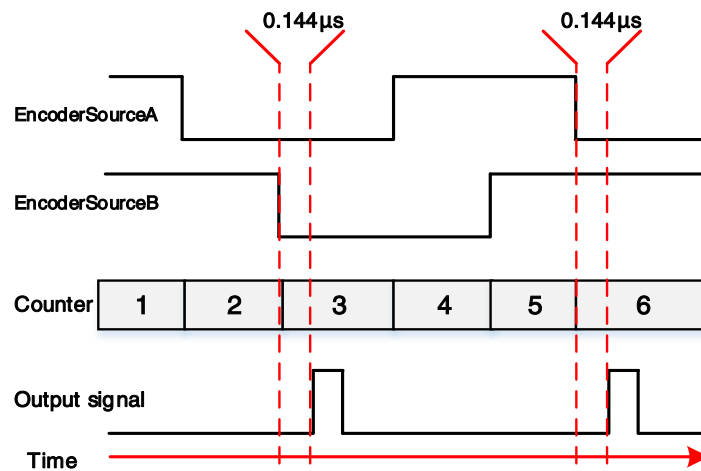 0.144µs 0.144µs
EncoderSourceA
EncoderSourceB
Counter 1 2 3 4 5 6
Output signal
Time